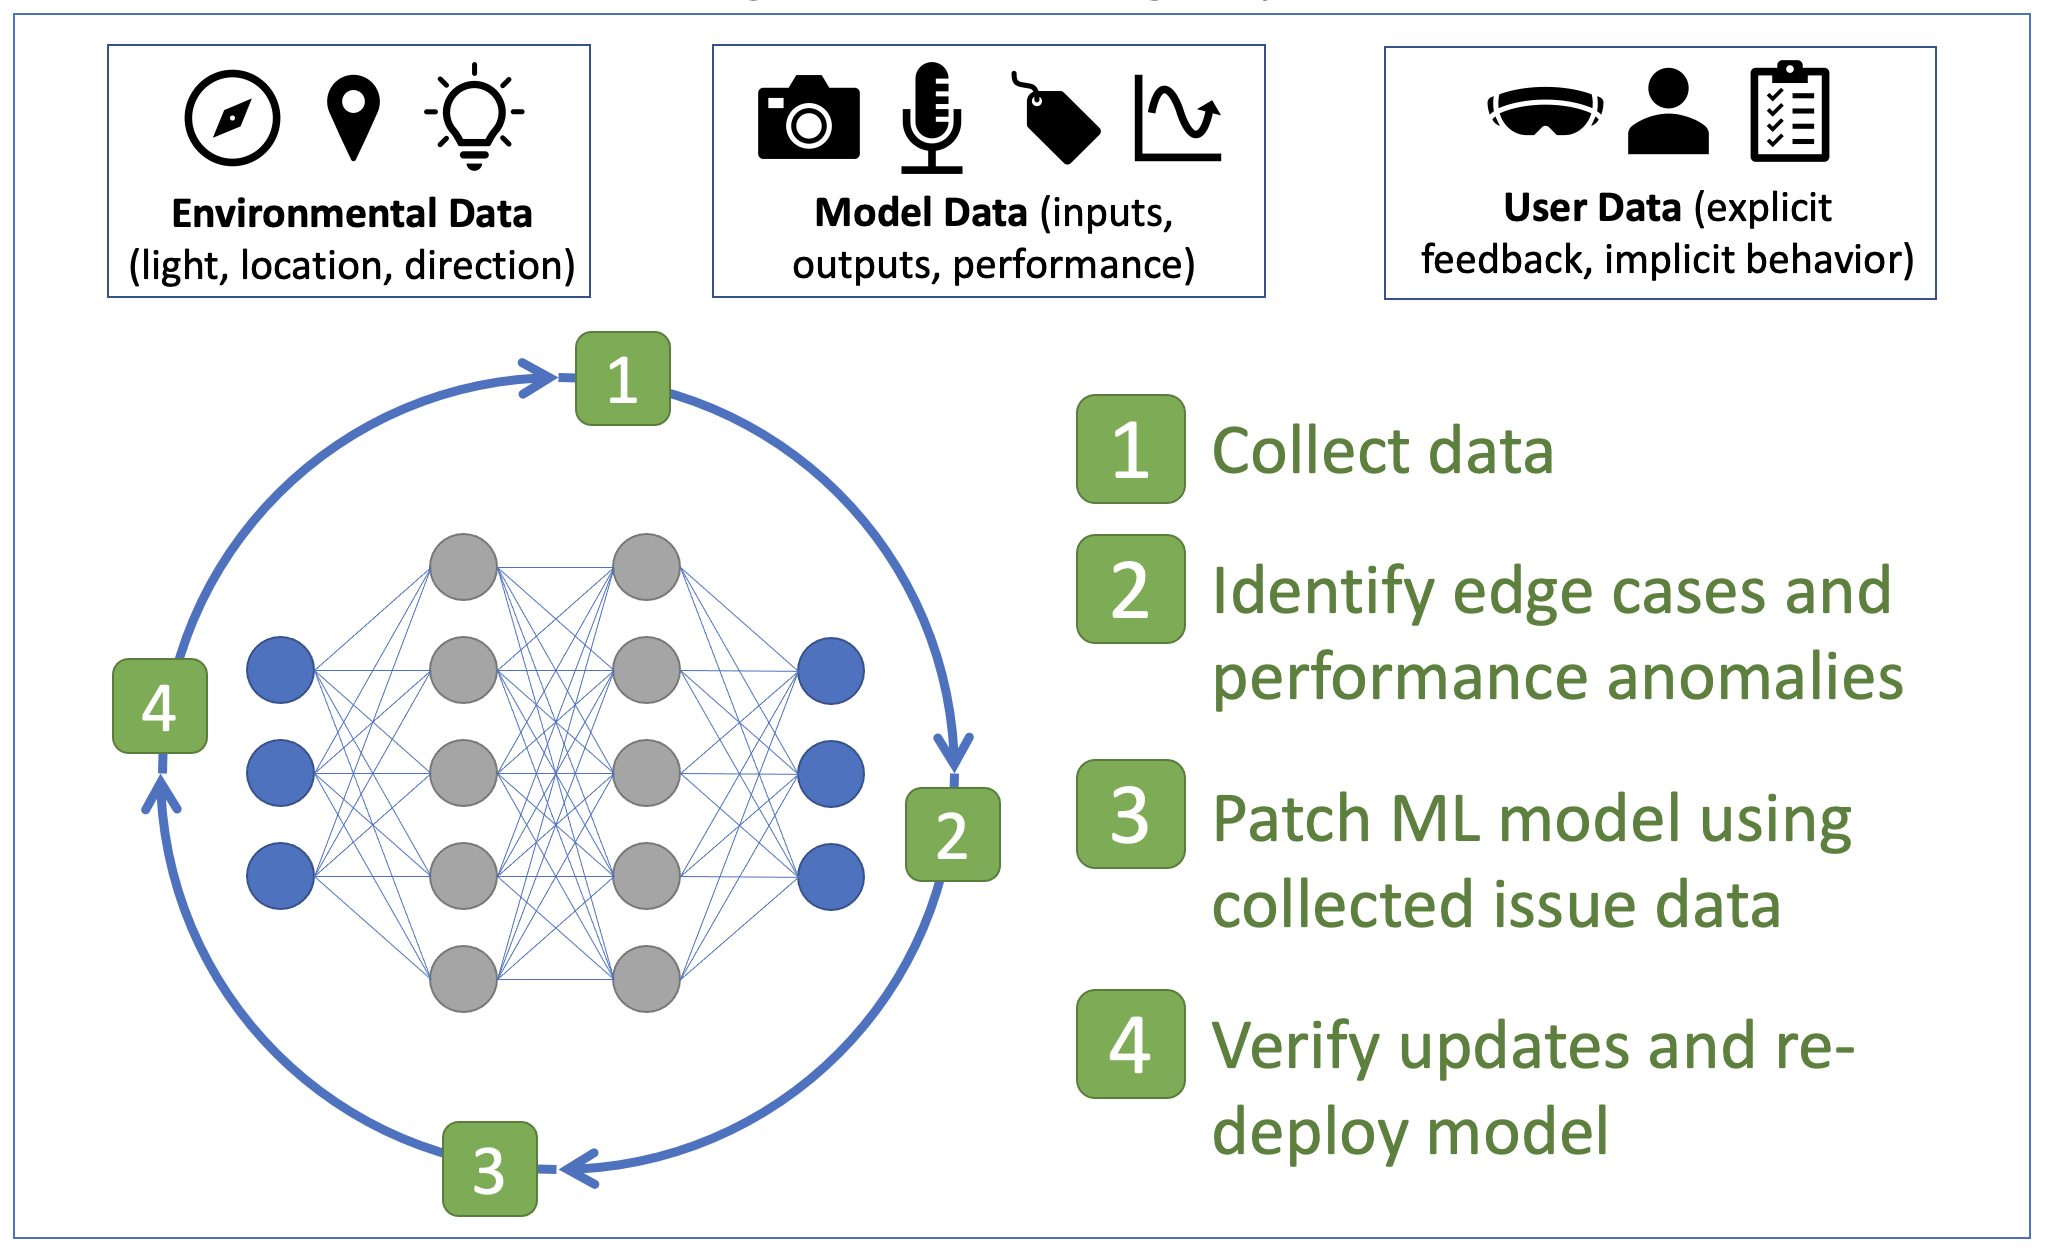 Environmental Data
(light, location, direction)
Model Data (inputs,
outputs, performance)
User Data (explicit
feedback, implicit behavior)
1
4
2
3
1 Collect data
2 Identify edge cases and
performance anomalies
3 Patch ML model using
collected issue data
4 Verify updates and re-
deploy model